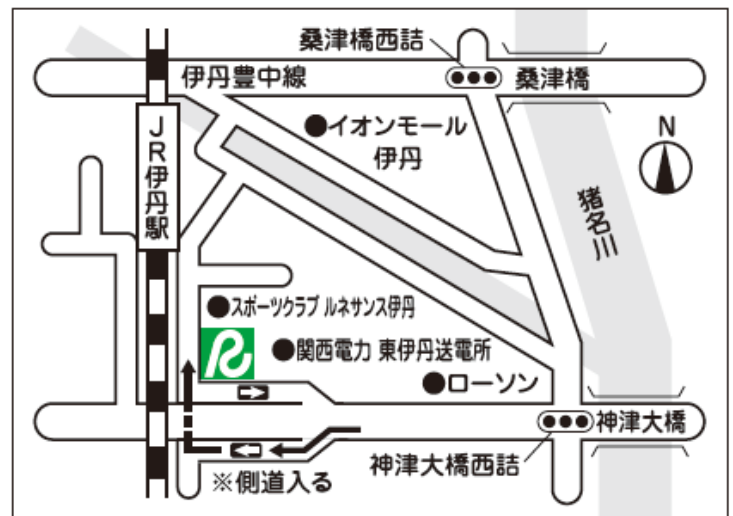 桑津橋西詰
伊丹豊中線
桑津橋
イオンモール
伊丹
N
JR伊丹駅
猪名川
スポーツクラブ ルネサンス伊丹
関西電力 東伊丹送電所
ローソン
神津大橋
神津大橋西詰
※側道入る